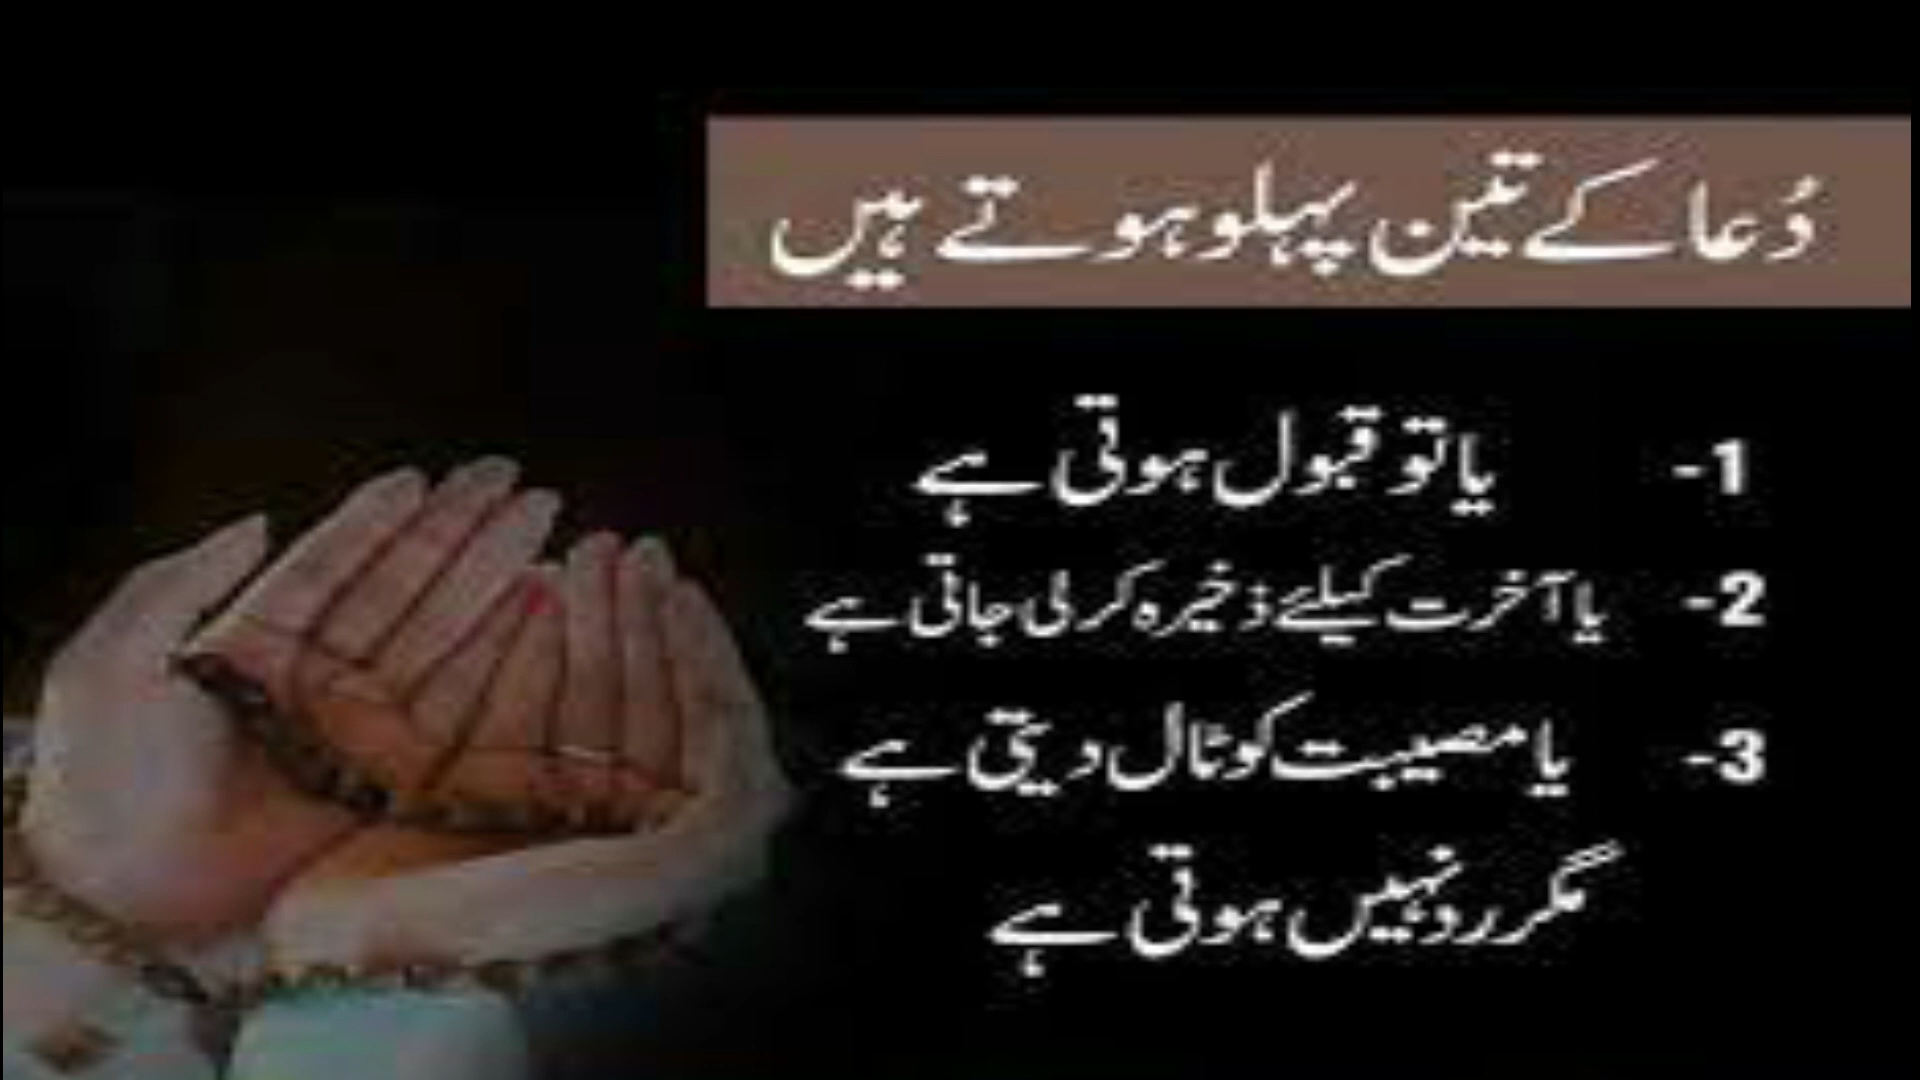 دُعا کے تین پہلو ہوتے ہیں
1- یا تو قبول ہوتی ہے
2- یا آخرت کیلئے ذخیرہ کر لی جاتی ہے
3- یا مصیبت کو ٹال دیتی ہے
مگر رد نہیں ہوتی ہے